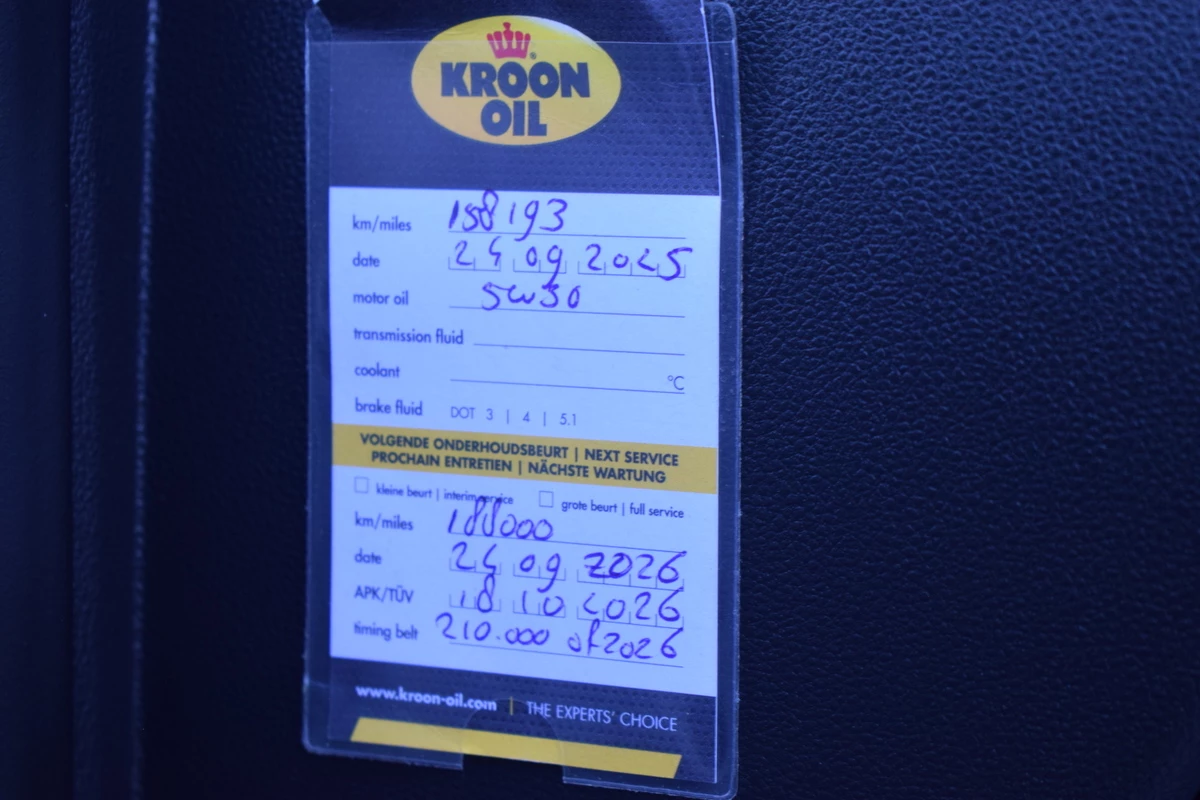 KROON
OIL
km/miles 158193
date 24 09 2025
motor oil 5w30
transmission fluid
coolant °C
brake fluid DOT 3 | 4 | 5.1
VOLGENDE ONDERHOUDSBEURT | NEXT SERVICE
PROCHAIN ENTRETIEN | NÄCHSTE WARTUNG
kleine beurt | interim service grote beurt | full service
km/miles 188000
date 24 09 2026
APK/TÜV 18 10 2026
timing belt 210.000 of 2026
www.kroon-oil.com | THE EXPERTS' CHOICE